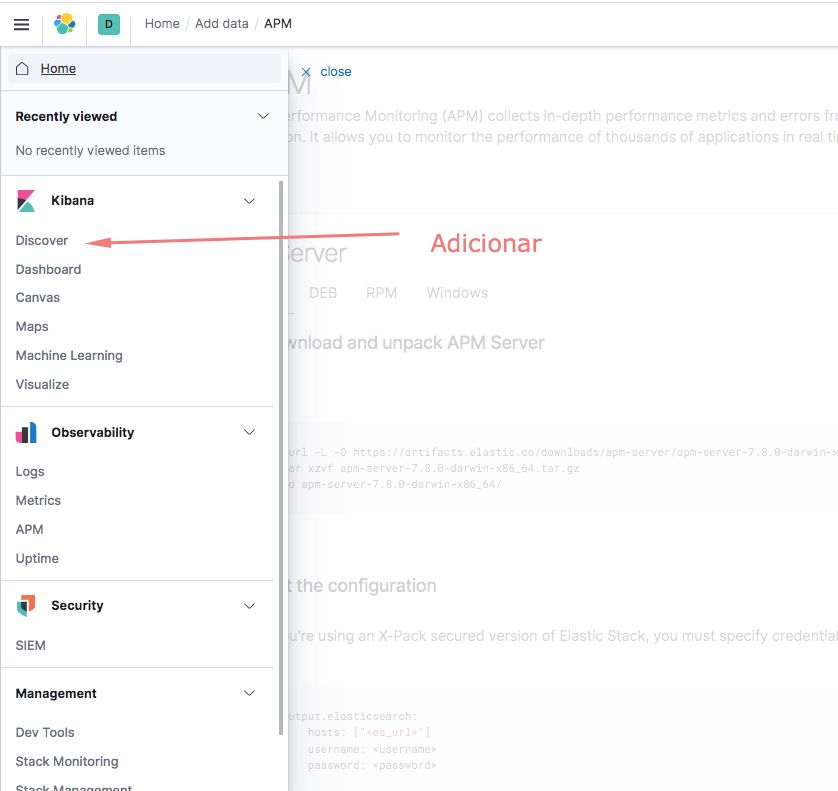 D Home / Add data / APM
Home
close
Recently viewed
erformance Monitoring (APM) collects in-depth performance metrics and errors
on. It allows you to monitor the performance of thousands of applications in real
No recently viewed items
Kibana
Discover
Adicionar
Dashboard
DEB RPM Windows
Canvas
Maps
wnload and unpack APM Server
Machine Learning
Visualize
Observability
url -L -O https://artifacts.elastic.co/downloads/apm-server/apm-server-7.8.0-darwin-x
ar xzvf apm-server-7.8.0-darwin-x86_64.tar.gz
d apm-server-7.8.0-darwin-x86_64/
Logs
Metrics
APM
Uptime
t the configuration
Security
ou're using an X-Pack secured version of Elastic Stack, you must specify credential
SIEM
Management
utput.elasticsearch:
hosts: ["<es_url>"]
username: <username>
password: <password>
Dev Tools
Stack Monitoring
Stack Management